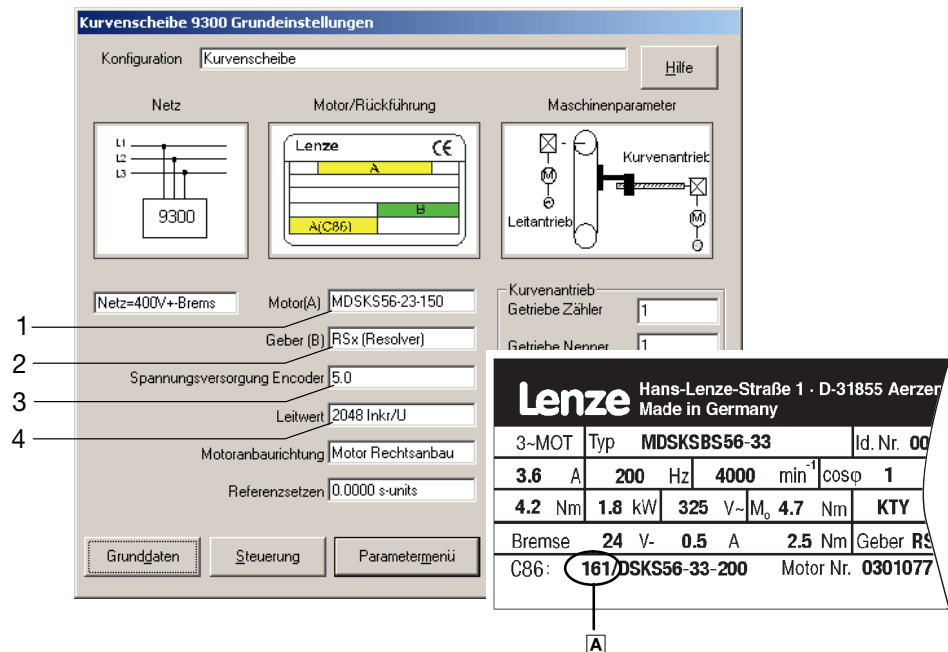 Kurvenscheibe 9300 Grundeinstellungen
Konfiguration Kurvenscheibe
Hilfe
Netz Motor/Rückführung Maschinenparameter
L1
L2
L3
9300
Lenze CE
A
B
A(C86)
Kurvenantrieb
M
Leitantrieb
M
Netz=400V+-Brems
Motor(A) MDSKS56-23-150
Geber (B) RSx (Resolver)
Spannungsversorgung Encoder 5.0
Leitwert 2048 Inkr/U
Motoranbaurichtung Motor Rechtsanbau
Referenzsetzen 0.0000 s-units
Kurvenantrieb
Getriebe Zähler 1
Getriebe Nenner 1
Grunddaten Steuerung Parametermenü
1
2
3
4
Lenze Hans-Lenze-Straße 1 · D-31855 Aerzen
Made in Germany
3~MOT Typ MDSKSBS56-33 Id. Nr. 00
3.6 A 200 Hz 4000 min⁻¹ cosφ 1
4.2 Nm 1.8 kW 325 V~ M₀ 4.7 Nm KTY
Bremse 24 V- 0.5 A 2.5 Nm Geber RS
C86: 161/DSKS56-33-200 Motor Nr. 0301077
A